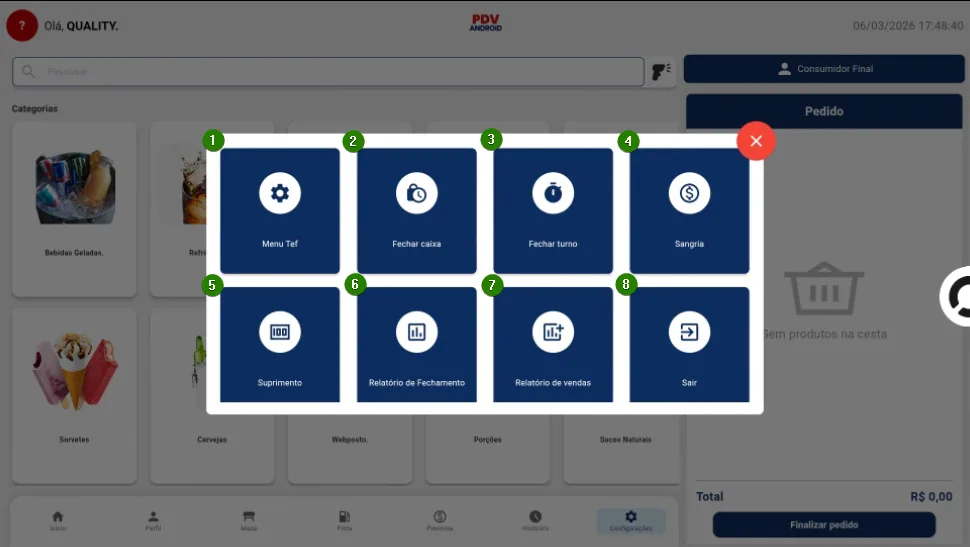 ?
Olá, QUALITY.
PDV
ANDROID
06/03/2026 17:48:40
Pesquisar...
Consumidor Final
Categorias
Pedido
1
2
3
4
Menu Tef
Fechar caixa
Fechar turno
Sangria
Bebidas Geladas.
Refri
5
6
7
8
Suprimento
Relatório de Fechamento
Relatório de vendas
Sair
Sem produtos na cesta
Sorvetes
Cervejas
Webposto.
Porções
Sucos Naturais
Total
R$ 0,00
Início
Perfil
Mesa
Pista
Histórico
Configurações
Finalizar pedido